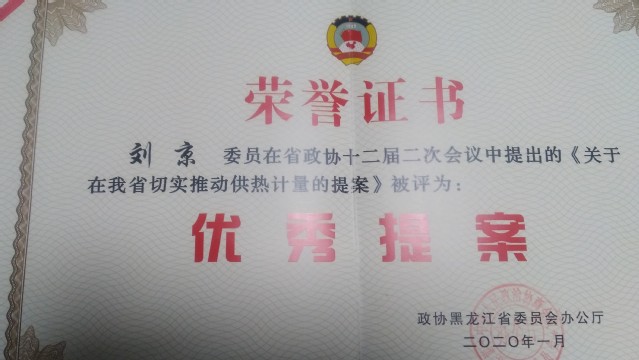 荣誉证书
刘京 委员在省政协十二届二次会议中提出的《关于
在我省切实推动供热计量的提案》被评为：
优秀提案
政协黑龙江省委员会办公厅
二〇二〇年一月